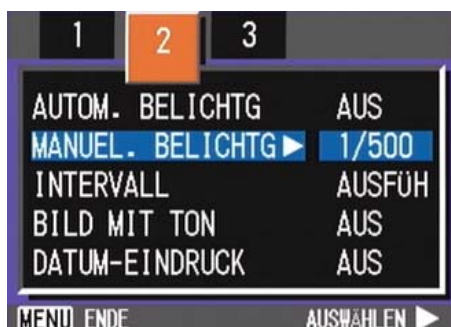 1 2 3
AUTOM. BELICHTG AUS
MANUEL. BELICHTG▶ 1/500
INTERVALL AUSFÜH
BILD MIT TON AUS
DATUM-EINDRUCK AUS
MENU ENDE AUSWÄHLEN ▶